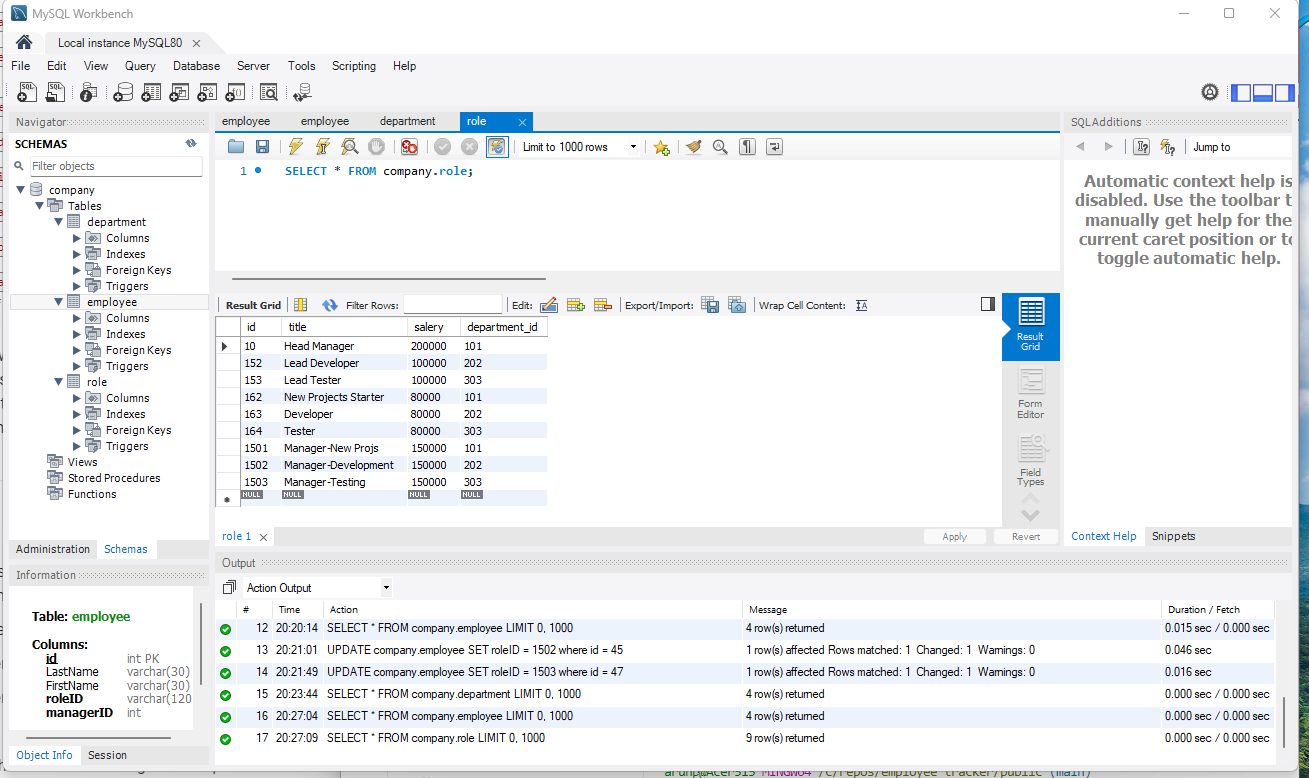 MySQL Workbench
Local instance MySQL80
File Edit View Query Database Server Tools Scripting Help
Navigator
SCHEMAS
Filter objects
company
Tables
department
Columns
Indexes
Foreign Keys
Triggers
employee
Columns
Indexes
Foreign Keys
Triggers
role
Columns
Indexes
Foreign Keys
Triggers
Views
Stored Procedures
Functions
Administration Schemas
Information
Table: employee
Columns:
id int PK
LastName varchar(30)
FirstName varchar(30)
roleID varchar(120
managerID int
Object Info Session
employee employee department role
Limit to 1000 rows
1 SELECT * FROM company.role;
Result Grid Filter Rows: Edit: Export/Import: Wrap Cell Content:
id title salery department_id
10 Head Manager 200000 101
152 Lead Developer 100000 202
153 Lead Tester 100000 303
162 New Projects Starter 80000 101
163 Developer 80000 202
164 Tester 80000 303
1501 Manager-New Projs 150000 101
1502 Manager-Development 150000 202
1503 Manager-Testing 150000 303
NULL NULL NULL NULL
Result
Grid
Form
Editor
Field
Types
role 1 Apply Revert
SQLAdditions
Jump to
Automatic context help is
disabled. Use the toolbar t
manually get help for the
current caret position or to
toggle automatic help.
Context Help Snippets
Output
Action Output
# Time Action Message Duration / Fetch
12 20:20:14 SELECT * FROM company.employee LIMIT 0, 1000 4 row(s) returned 0.015 sec / 0.000 sec
13 20:21:01 UPDATE company.employee SET roleID = 1502 where id = 45 1 row(s) affected Rows matched: 1 Changed: 1 Warnings: 0 0.046 sec
14 20:21:49 UPDATE company.employee SET roleID = 1503 where id = 47 1 row(s) affected Rows matched: 1 Changed: 1 Warnings: 0 0.016 sec
15 20:23:44 SELECT * FROM company.department LIMIT 0, 1000 4 row(s) returned 0.000 sec / 0.000 sec
16 20:27:04 SELECT * FROM company.employee LIMIT 0, 1000 4 row(s) returned 0.000 sec / 0.000 sec
17 20:27:09 SELECT * FROM company.role LIMIT 0, 1000 9 row(s) returned 0.000 sec / 0.000 sec